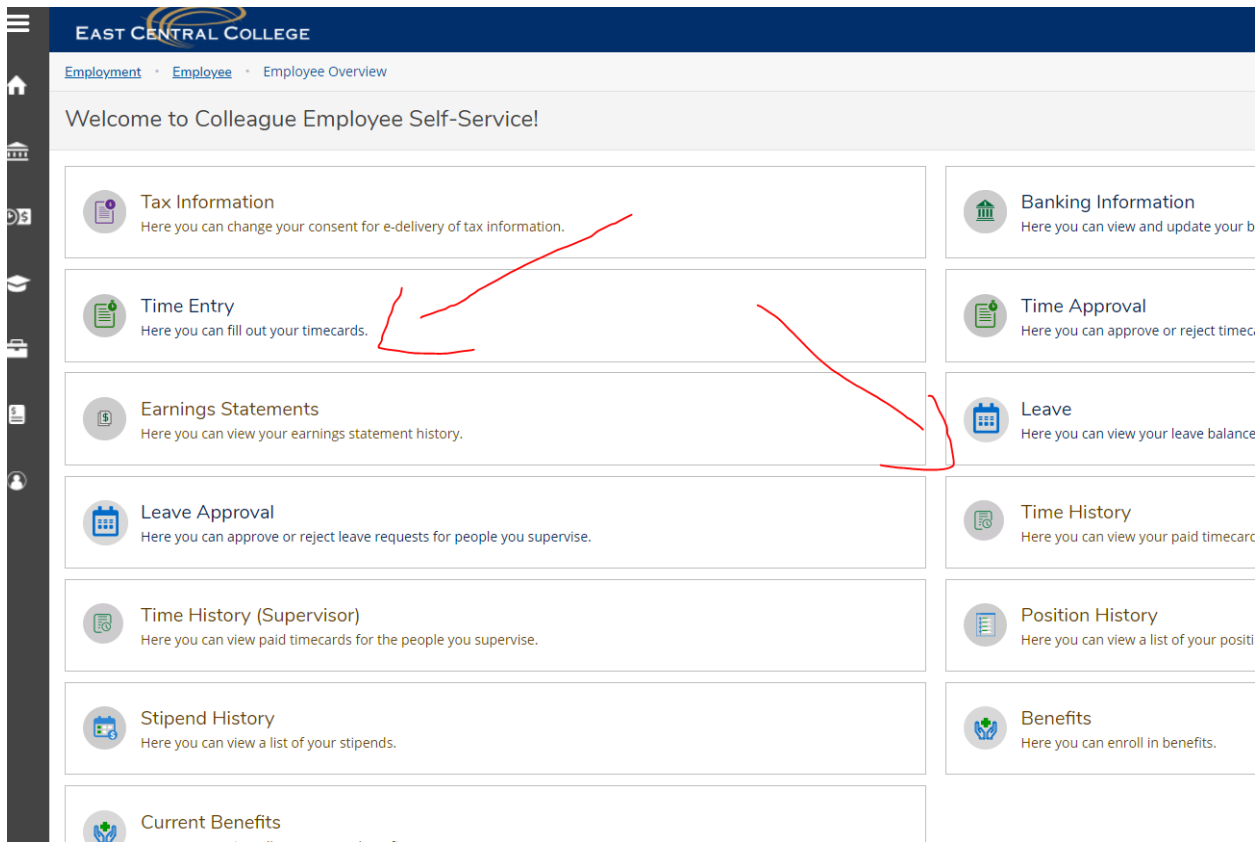 EAST CENTRAL COLLEGE
Employment • Employee • Employee Overview
Welcome to Colleague Employee Self-Service!
Tax Information
Here you can change your consent for e-delivery of tax information.
Banking Information
Here you can view and update your b
Time Entry
Here you can fill out your timecards.
Time Approval
Here you can approve or reject timec
Earnings Statements
Here you can view your earnings statement history.
Leave
Here you can view your leave balance
Leave Approval
Here you can approve or reject leave requests for people you supervise.
Time History
Here you can view your paid timecard
Time History (Supervisor)
Here you can view paid timecards for the people you supervise.
Position History
Here you can view a list of your positi
Stipend History
Here you can view a list of your stipends.
Benefits
Here you can enroll in benefits.
Current Benefits